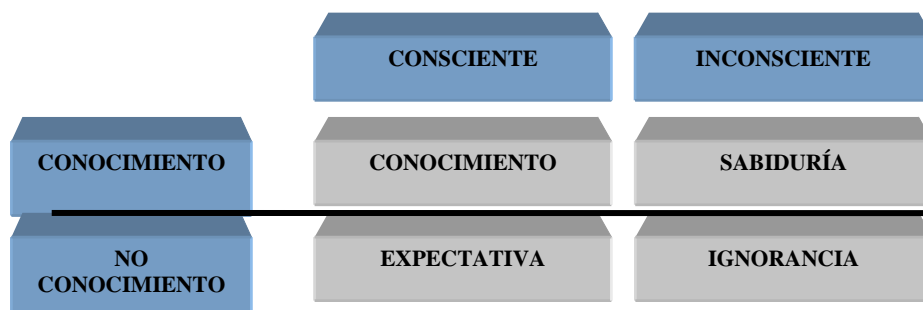 CONSCIENTE
INCONSCIENTE
CONOCIMIENTO
CONOCIMIENTO
SABIDURÍA
NO
CONOCIMIENTO
EXPECTATIVA
IGNORANCIA